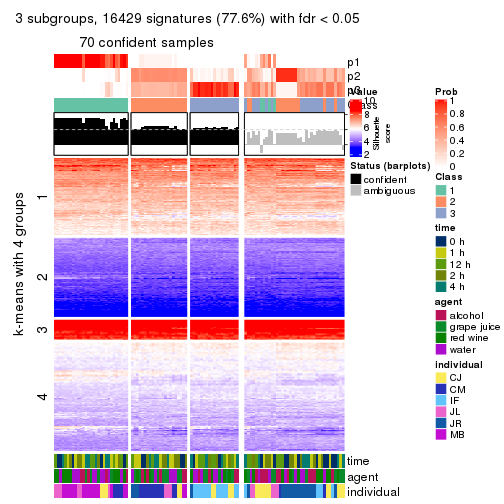 3 subgroups, 16429 signatures (77.6%) with fdr < 0.05
70 confident samples
p1
p2
p3
Class
k-means with 4 groups
1
2
3
4
Silhouette
score
Value
10
8
6
4
2
Status (barplots)
confident
ambiguous
Prob
1
0.8
0.6
0.4
0.2
0
Class
1
2
3
time
0 h
1 h
12 h
2 h
4 h
agent
alcohol
grape juice
red wine
water
individual
CJ
CM
IF
JL
JR
MB
time
agent
individual